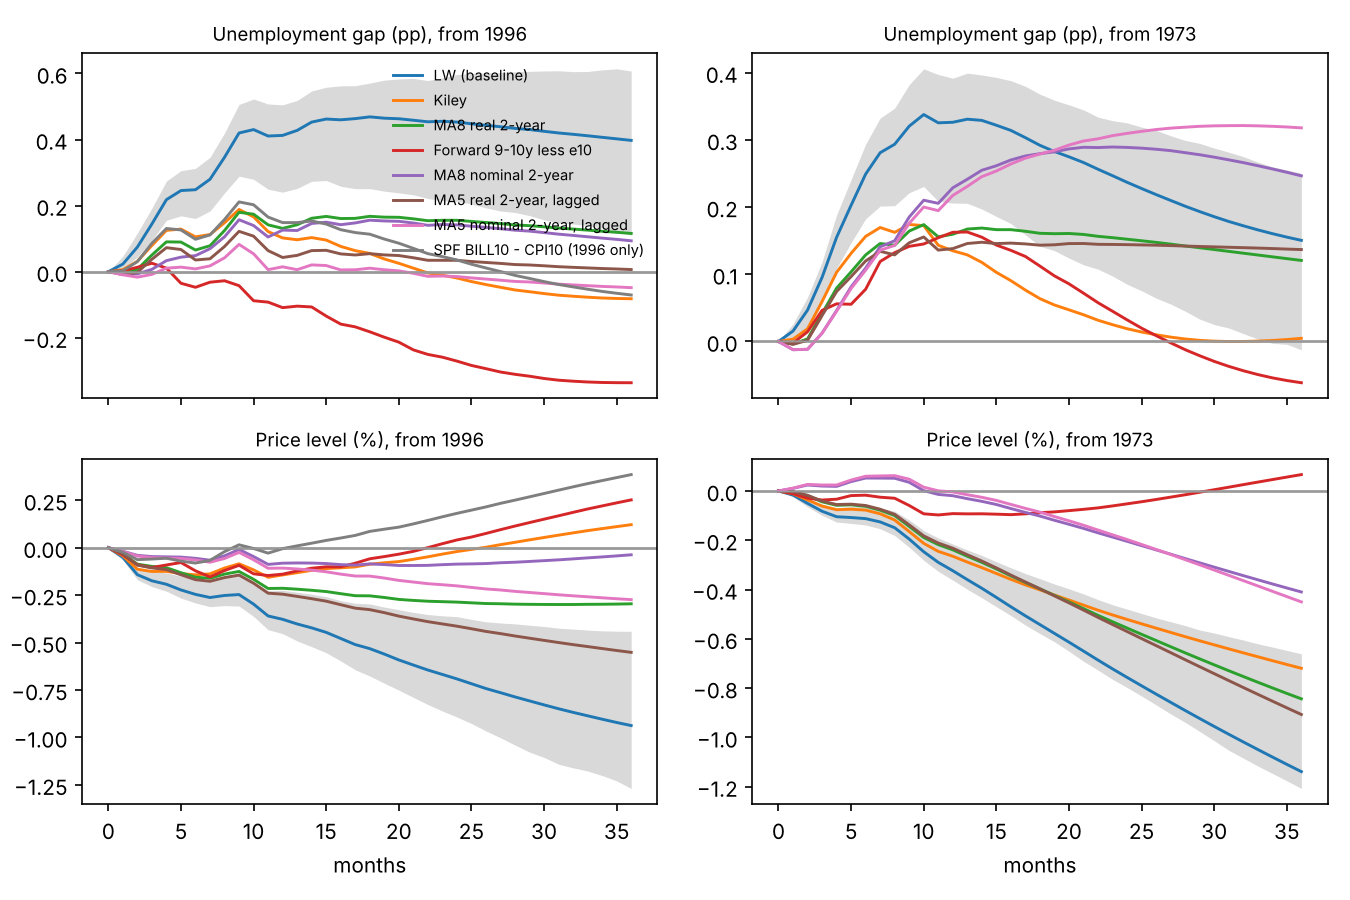 Unemployment gap (pp), from 1996
0.6
0.4
0.2
0.0
−0.2
LW (baseline)
Kiley
MA8 real 2-year
Forward 9-10y less e10
MA8 nominal 2-year
MA5 real 2-year, lagged
MA5 nominal 2-year, lagged
SPF BILL10 - CPI10 (1996 only)
Unemployment gap (pp), from 1973
0.4
0.3
0.2
0.1
0.0
Price level (%), from 1996
0.25
0.00
−0.25
−0.50
−0.75
−1.00
−1.25
0 5 10 15 20 25 30 35
months
Price level (%), from 1973
0.0
−0.2
−0.4
−0.6
−0.8
−1.0
−1.2
0 5 10 15 20 25 30 35
months